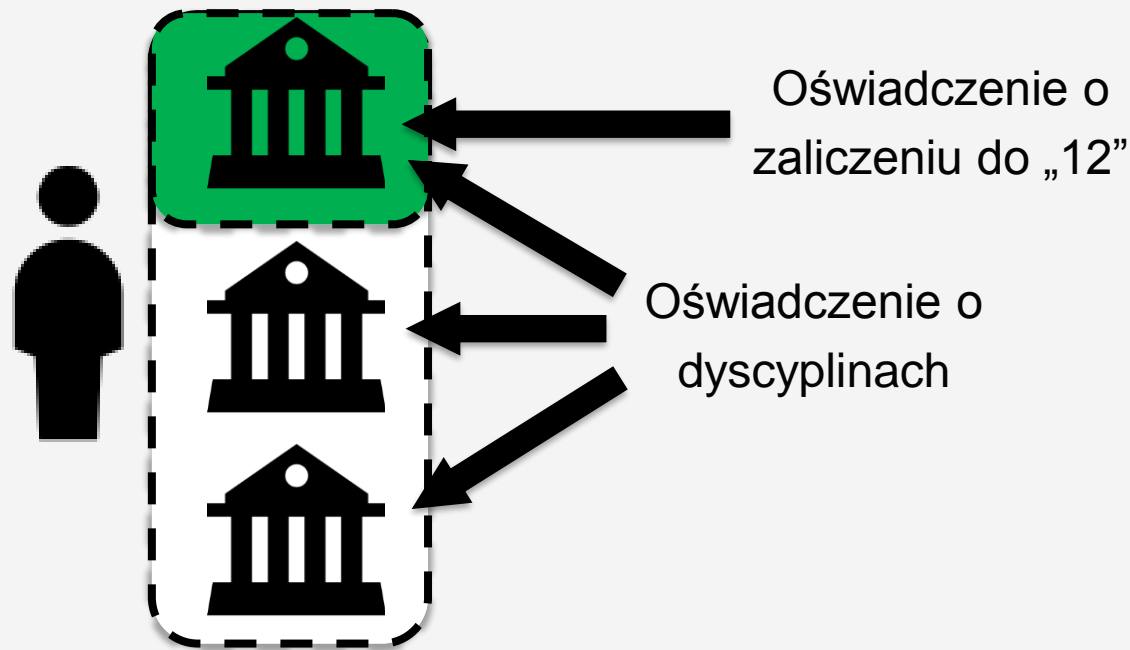 Oświadczenie o
zaliczeniu do „12”
Oświadczenie o
dyscyplinach